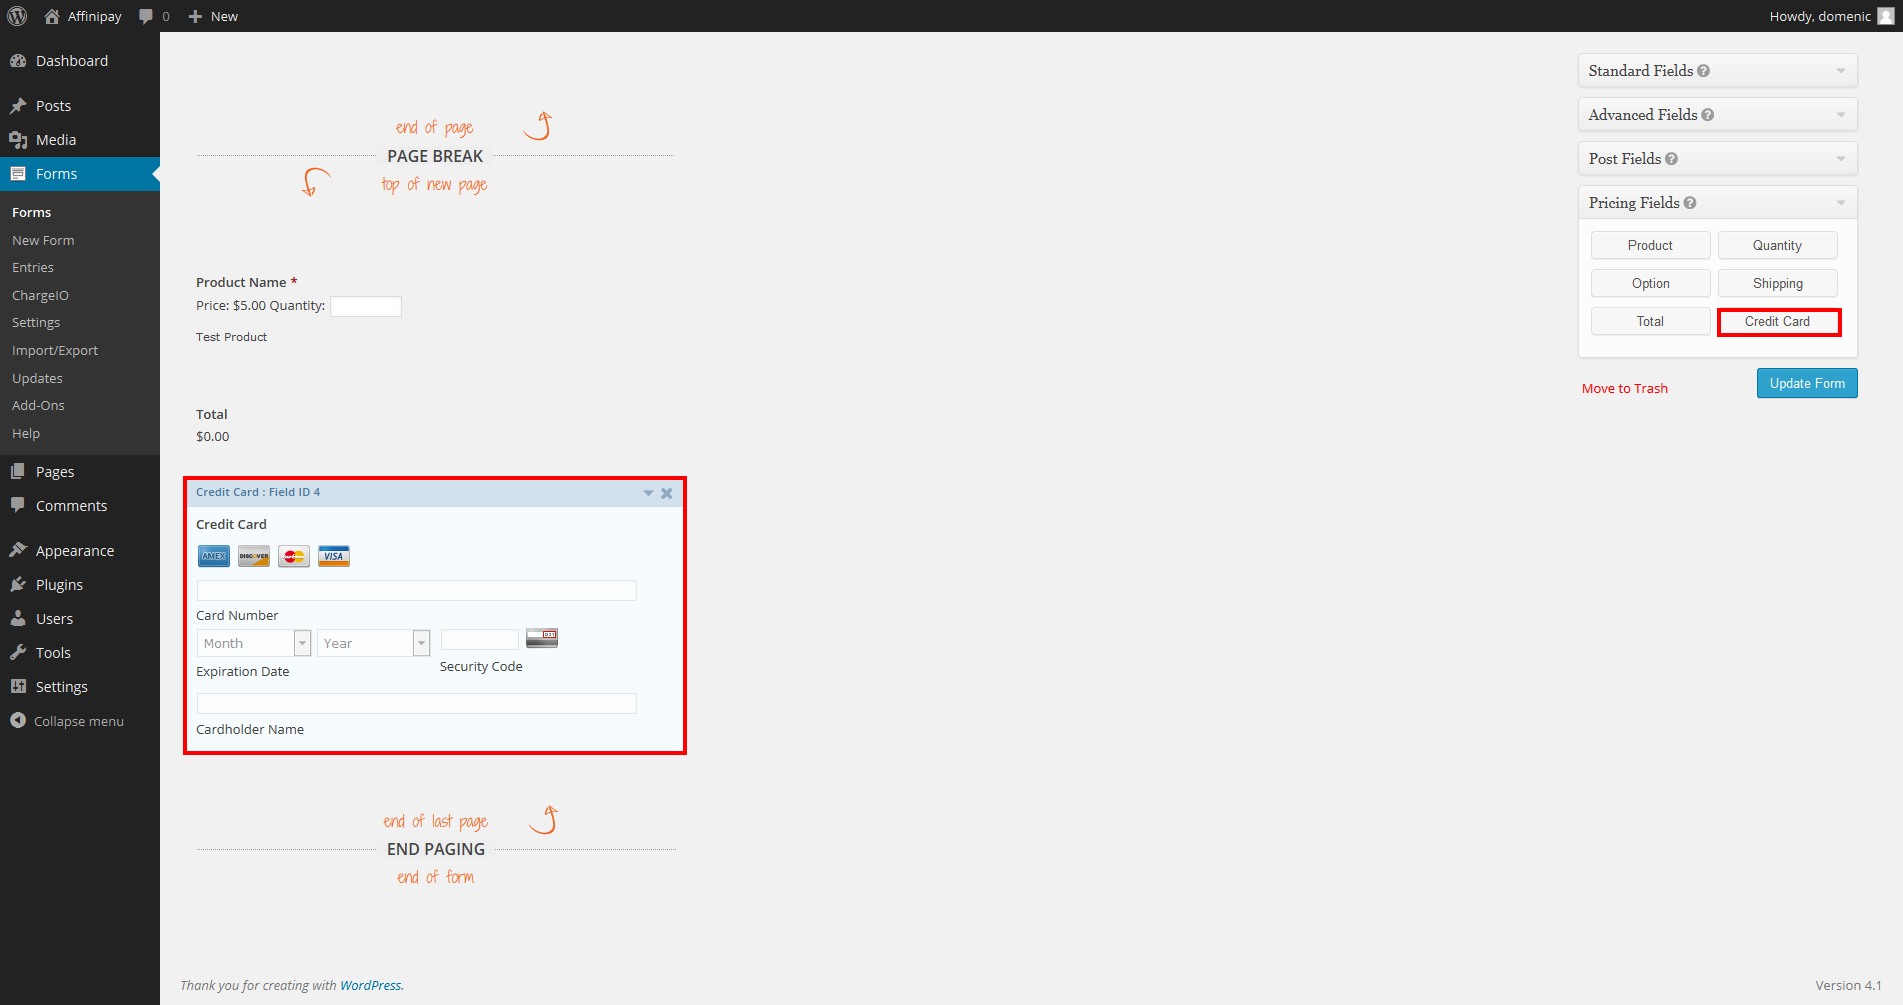 Affinipay 0 New Howdy, domenic
Dashboard
Posts
Media
Forms
Forms
New Form
Entries
ChargeIO
Settings
Import/Export
Updates
Add-Ons
Help
Pages
Comments
Appearance
Plugins
Users
Tools
Settings
Collapse menu
end of page
PAGE BREAK
top of new page
Product Name *
Price: $5.00 Quantity:
Test Product
Total
$0.00
Credit Card : Field ID 4
Credit Card
AMEX DISCOVER MasterCard VISA
Card Number
Month Year
Expiration Date
Security Code
Cardholder Name
end of last page
END PAGING
end of form
Standard Fields ?
Advanced Fields ?
Post Fields ?
Pricing Fields ?
Product Quantity
Option Shipping
Total Credit Card
Move to Trash Update Form
Thank you for creating with WordPress.
Version 4.1